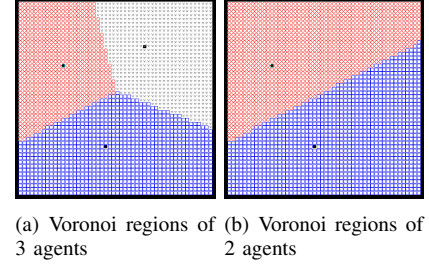 (a) Voronoi regions of
3 agents
(b) Voronoi regions of
2 agents